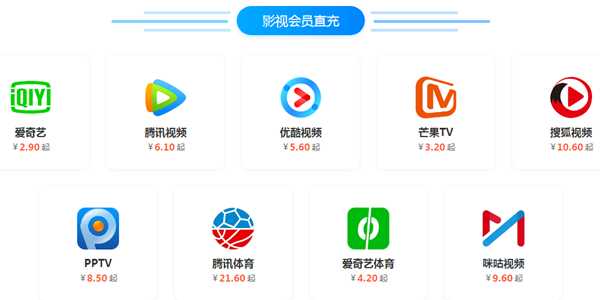 影视会员直充
iQIYI
爱奇艺
¥2.90 起
腾讯视频
¥6.10 起
优酷视频
¥5.60 起
芒果TV
¥3.20 起
搜狐视频
¥10.60 起
PPTV
¥8.50 起
腾讯体育
¥21.60 起
爱奇艺体育
¥4.20 起
咪咕视频
¥9.60 起